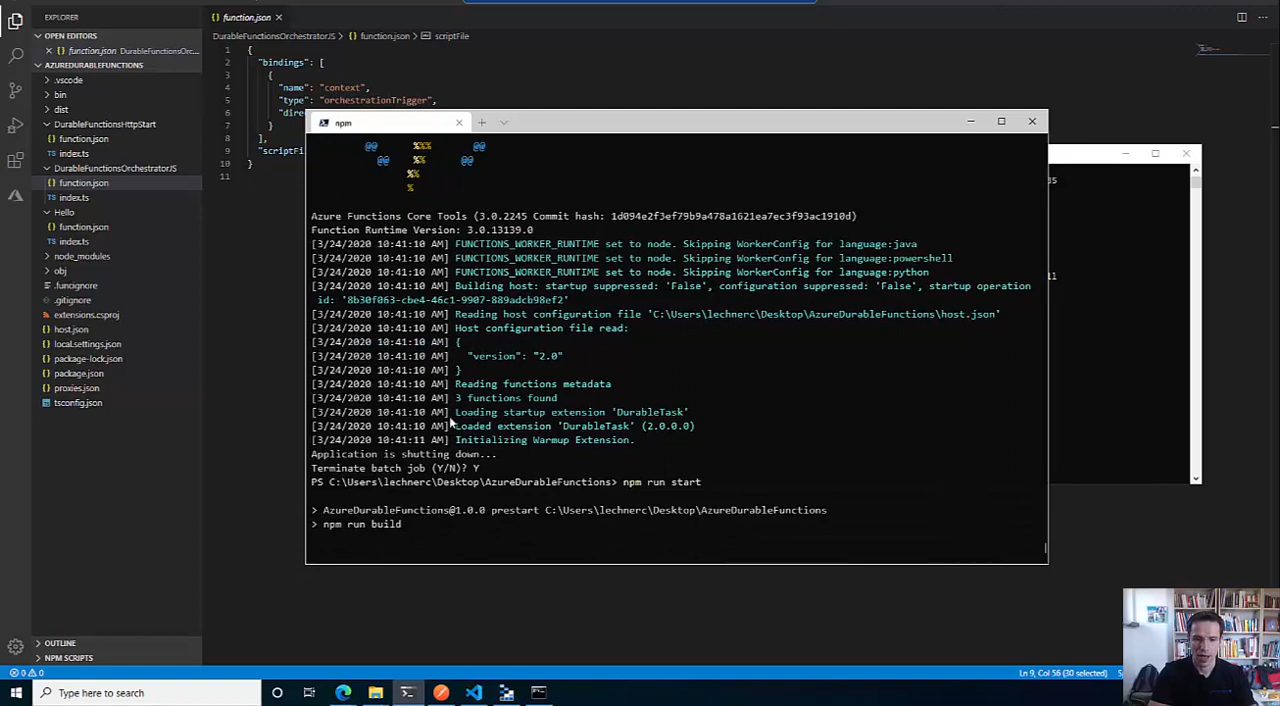 EXPLORER
OPEN EDITORS
function.json DurableFunctionsOrc...
AZUREDURABLEFUNCTIONS
.vscode
bin
dist
DurableFunctionsHttpStart
function.json
index.ts
DurableFunctionsOrchestratorJS
function.json
index.ts
Hello
function.json
index.ts
node_modules
obj
.funcignore
.gitignore
extensions.csproj
host.json
local.settings.json
package-lock.json
package.json
proxies.json
tsconfig.json
OUTLINE
NPM SCRIPTS
function.json
DurableFunctionsOrchestratorJS > function.json > scriptFile
1 {
2 "bindings": [
3 {
4 "name": "context",
5 "type": "orchestrationTrigger",
6 "dire
7 }
8 ],
9 "scriptFi
10 }
11
npm
@@ %%% @@
@@ %% @@
%%
%
Azure Functions Core Tools (3.0.2245 Commit hash: 1d094e2f3ef79b9a478a1621ea7ec3f93ac1910d)
Function Runtime Version: 3.0.13139.0
[3/24/2020 10:41:10 AM] FUNCTIONS_WORKER_RUNTIME set to node. Skipping WorkerConfig for language:java
[3/24/2020 10:41:10 AM] FUNCTIONS_WORKER_RUNTIME set to node. Skipping WorkerConfig for language:powershell
[3/24/2020 10:41:10 AM] FUNCTIONS_WORKER_RUNTIME set to node. Skipping WorkerConfig for language:python
[3/24/2020 10:41:10 AM] Building host: startup suppressed: 'False', configuration suppressed: 'False', startup operation
id: '8b30f063-cbe4-46c1-9907-889adcb98ef2'
[3/24/2020 10:41:10 AM] Reading host configuration file 'C:\Users\lechnerc\Desktop\AzureDurableFunctions\host.json'
[3/24/2020 10:41:10 AM] Host configuration file read:
[3/24/2020 10:41:10 AM] {
[3/24/2020 10:41:10 AM] "version": "2.0"
[3/24/2020 10:41:10 AM] }
[3/24/2020 10:41:10 AM] Reading functions metadata
[3/24/2020 10:41:10 AM] 3 functions found
[3/24/2020 10:41:10 AM] Loading startup extension 'DurableTask'
[3/24/2020 10:41:10 AM] Loaded extension 'DurableTask' (2.0.0.0)
[3/24/2020 10:41:11 AM] Initializing Warmup Extension.
Application is shutting down...
Terminate batch job (Y/N)? Y
PS C:\Users\lechnerc\Desktop\AzureDurableFunctions> npm run start
> AzureDurableFunctions@1.0.0 prestart C:\Users\lechnerc\Desktop\AzureDurableFunctions
> npm run build
0 0
Ln 9, Col 56 (30 selected)
Type here to search